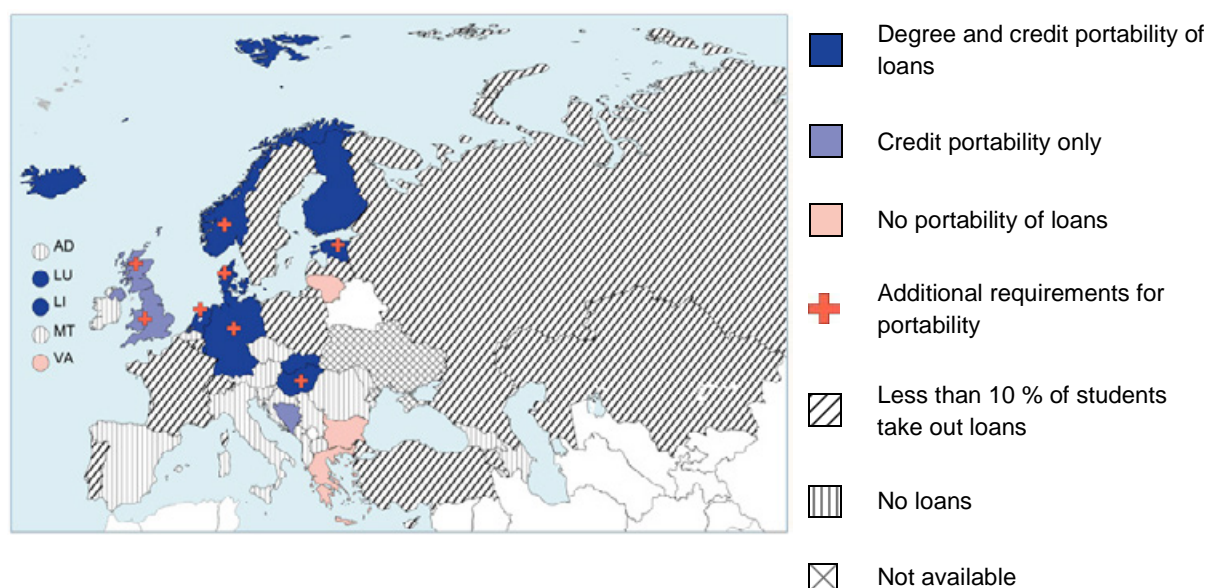 AD
LU
LI
MT
VA
Degree and credit portability of
loans
Credit portability only
No portability of loans
Additional requirements for
portability
Less than 10 % of students
take out loans
No loans
Not available